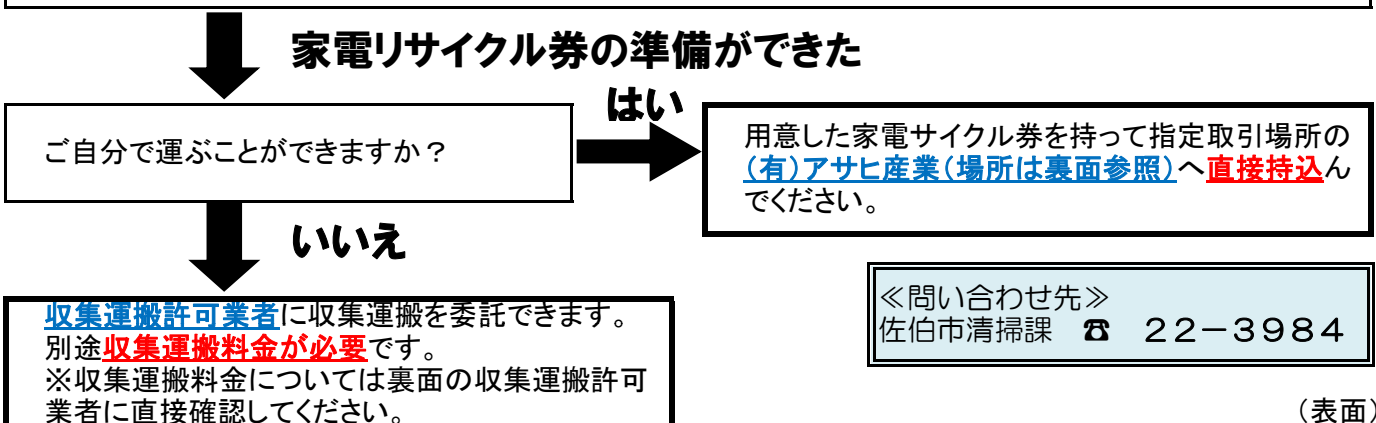 家電リサイクル券の準備ができた
はい
ご自分で運ぶことができますか？
用意した家電サイクル券を持って指定取引場所の
（有）アサヒ産業（場所は裏面参照）へ直接持込ん
でください。
いいえ
収集運搬許可業者に収集運搬を委託できます。
別途収集運搬料金が必要です。
※収集運搬料金については裏面の収集運搬許可
業者に直接確認してください。
≪問い合わせ先≫
佐伯市清掃課　☎　２２－３９８４
（表面）